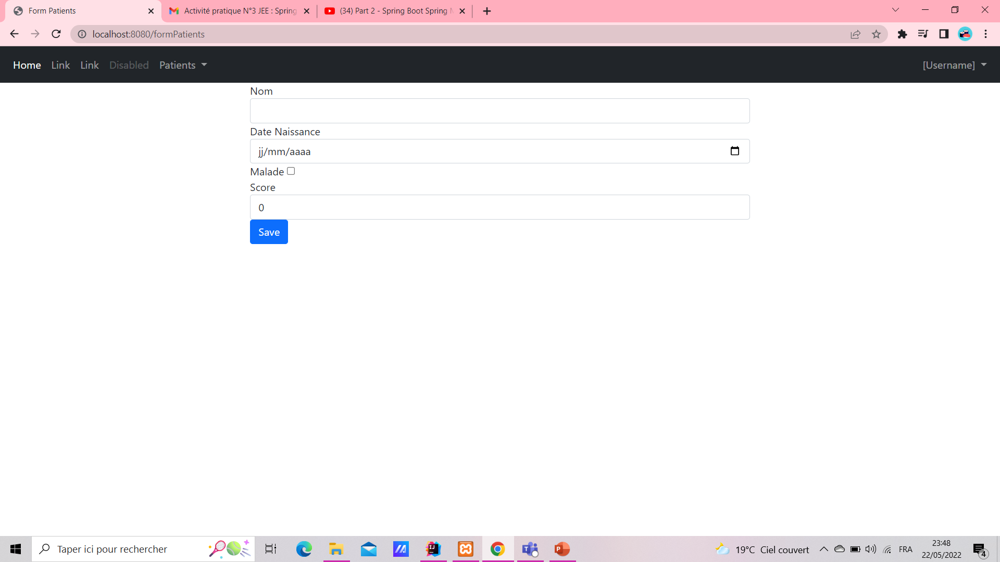 Form Patients
Activité pratique N°3 JEE : Spring
(34) Part 2 - Spring Boot Spring
localhost:8080/formPatients
Home Link Link Disabled Patients [Username]
Nom
Date Naissance
jj/mm/aaaa
Malade
Score
0
Save
Taper ici pour rechercher
19°C Ciel couvert
FRA
23:48
22/05/2022
4